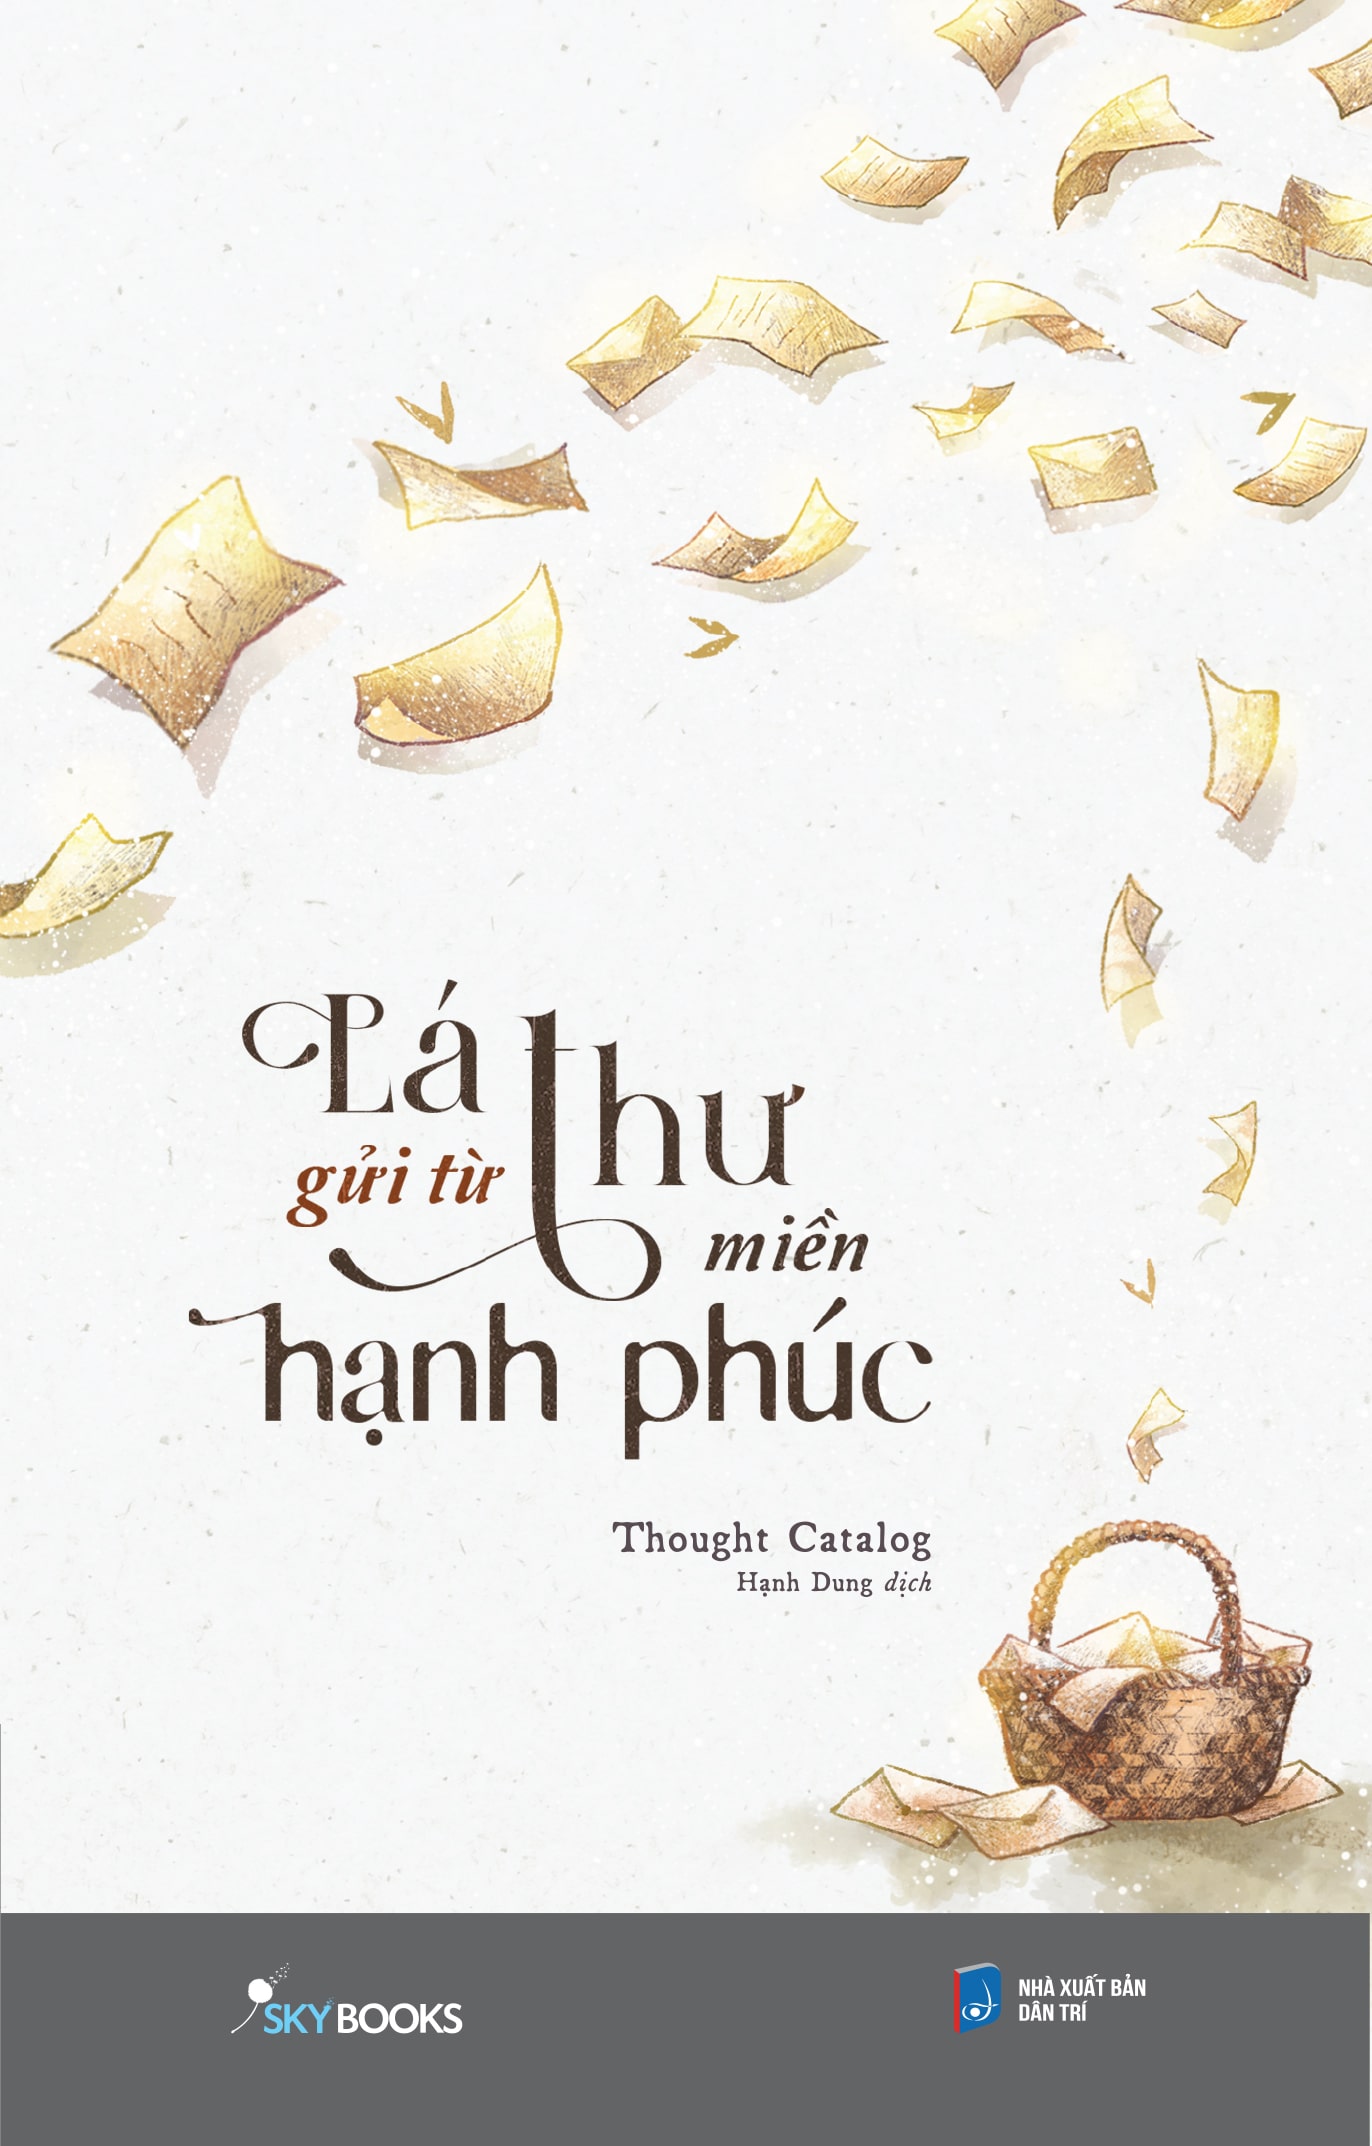 Lá thư
gửi từ
miền
hạnh phúc
Thought Catalog
Hạnh Dung dịch
SKYBOOKS
NHÀ XUẤT BẢN
DÂN TRÍ